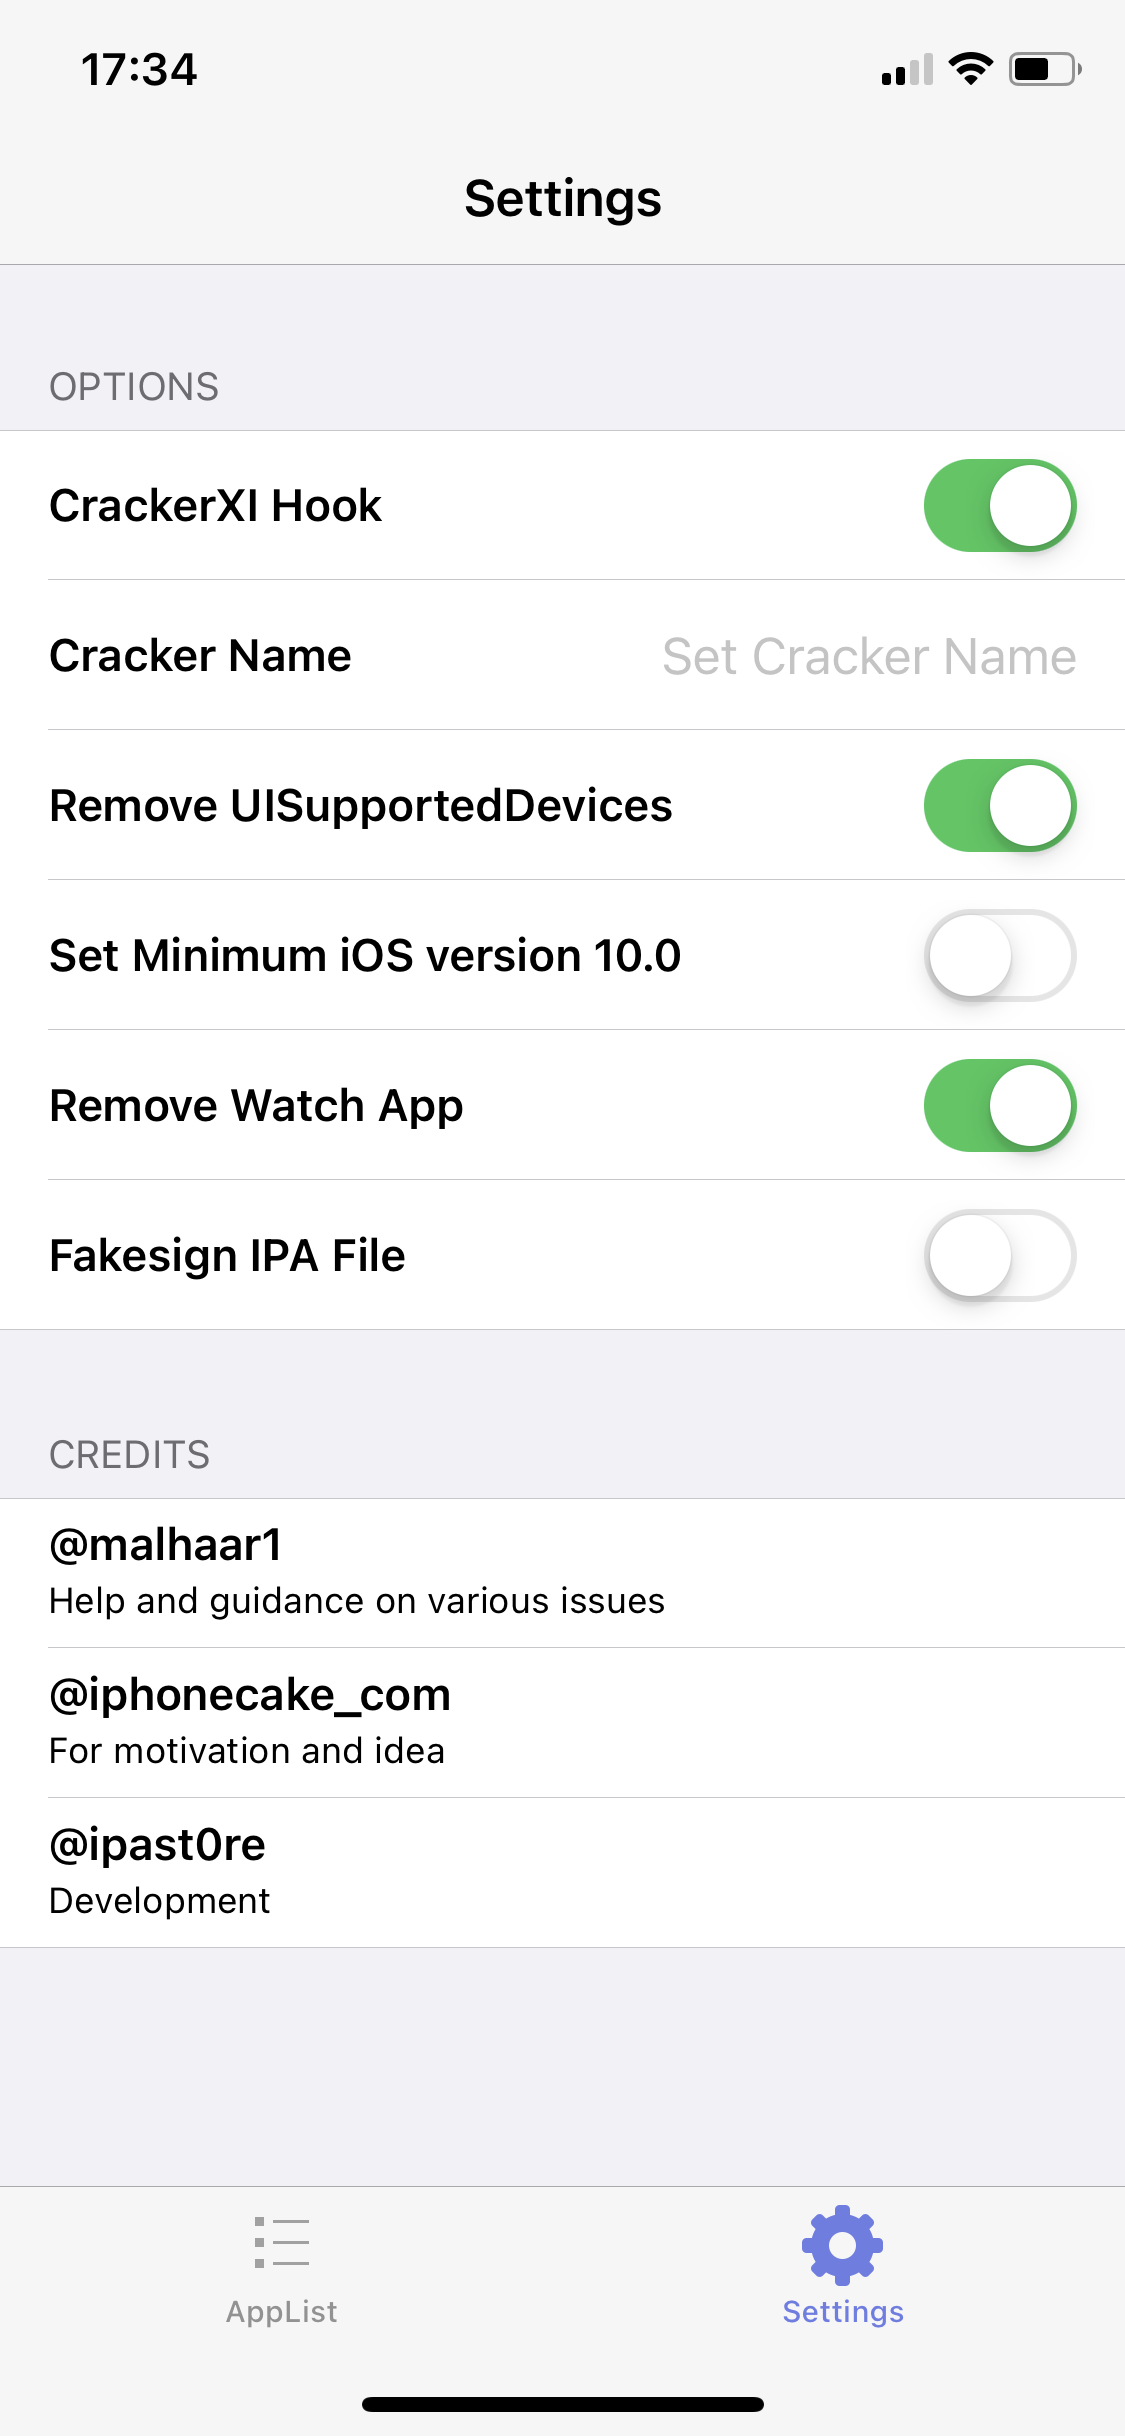 17:34
Settings
OPTIONS
CrackerXI Hook
Cracker Name Set Cracker Name
Remove UISupportedDevices
Set Minimum iOS version 10.0
Remove Watch App
Fakesign IPA File
CREDITS
@malhaar1
Help and guidance on various issues
@iphonecake_com
For motivation and idea
@ipast0re
Development
AppList Settings